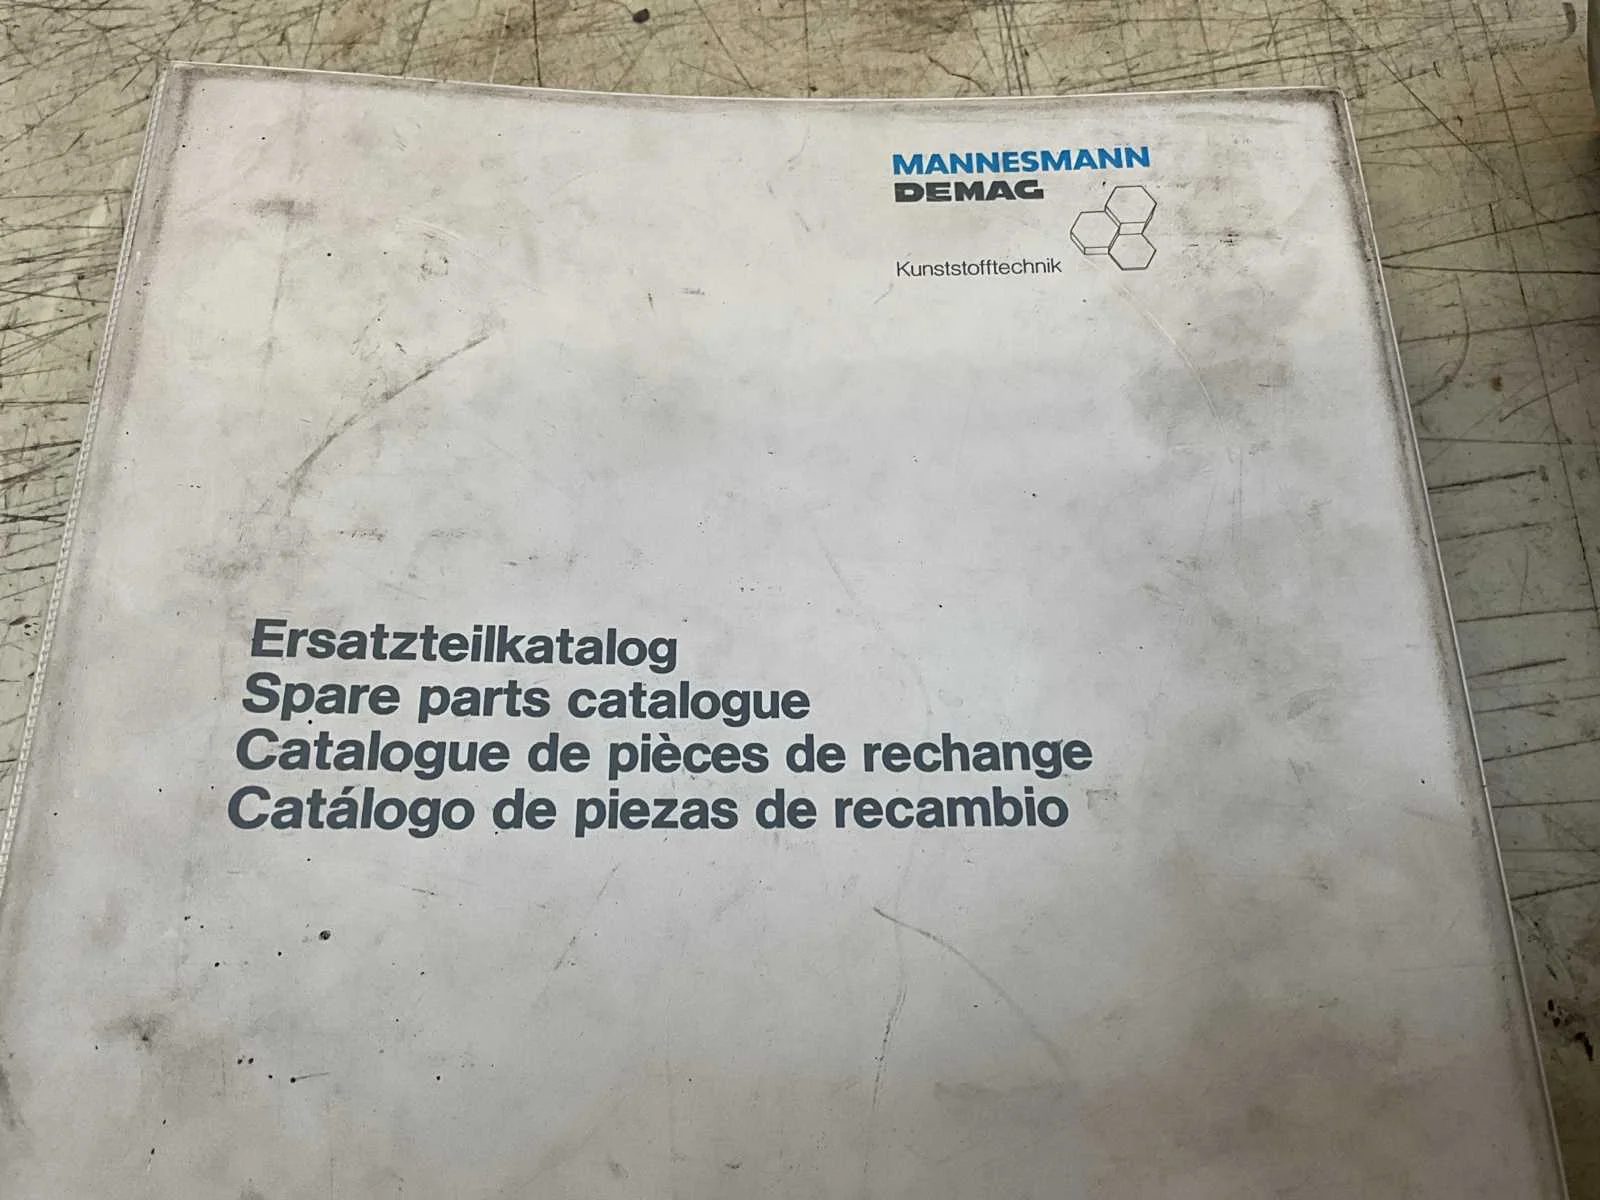 MANNESMANN
DEMAG
Kunststofftechnik
Ersatzteilkatalog
Spare parts catalogue
Catalogue de pièces de rechange
Catálogo de piezas de recambio